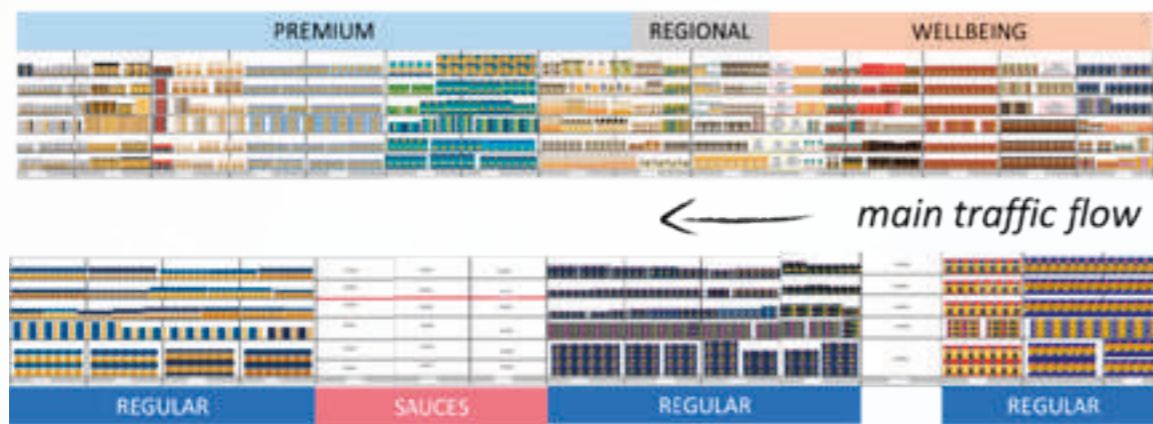 PREMIUM REGIONAL WELLBEING
main traffic flow
REGULAR SAUCES REGULAR REGULAR